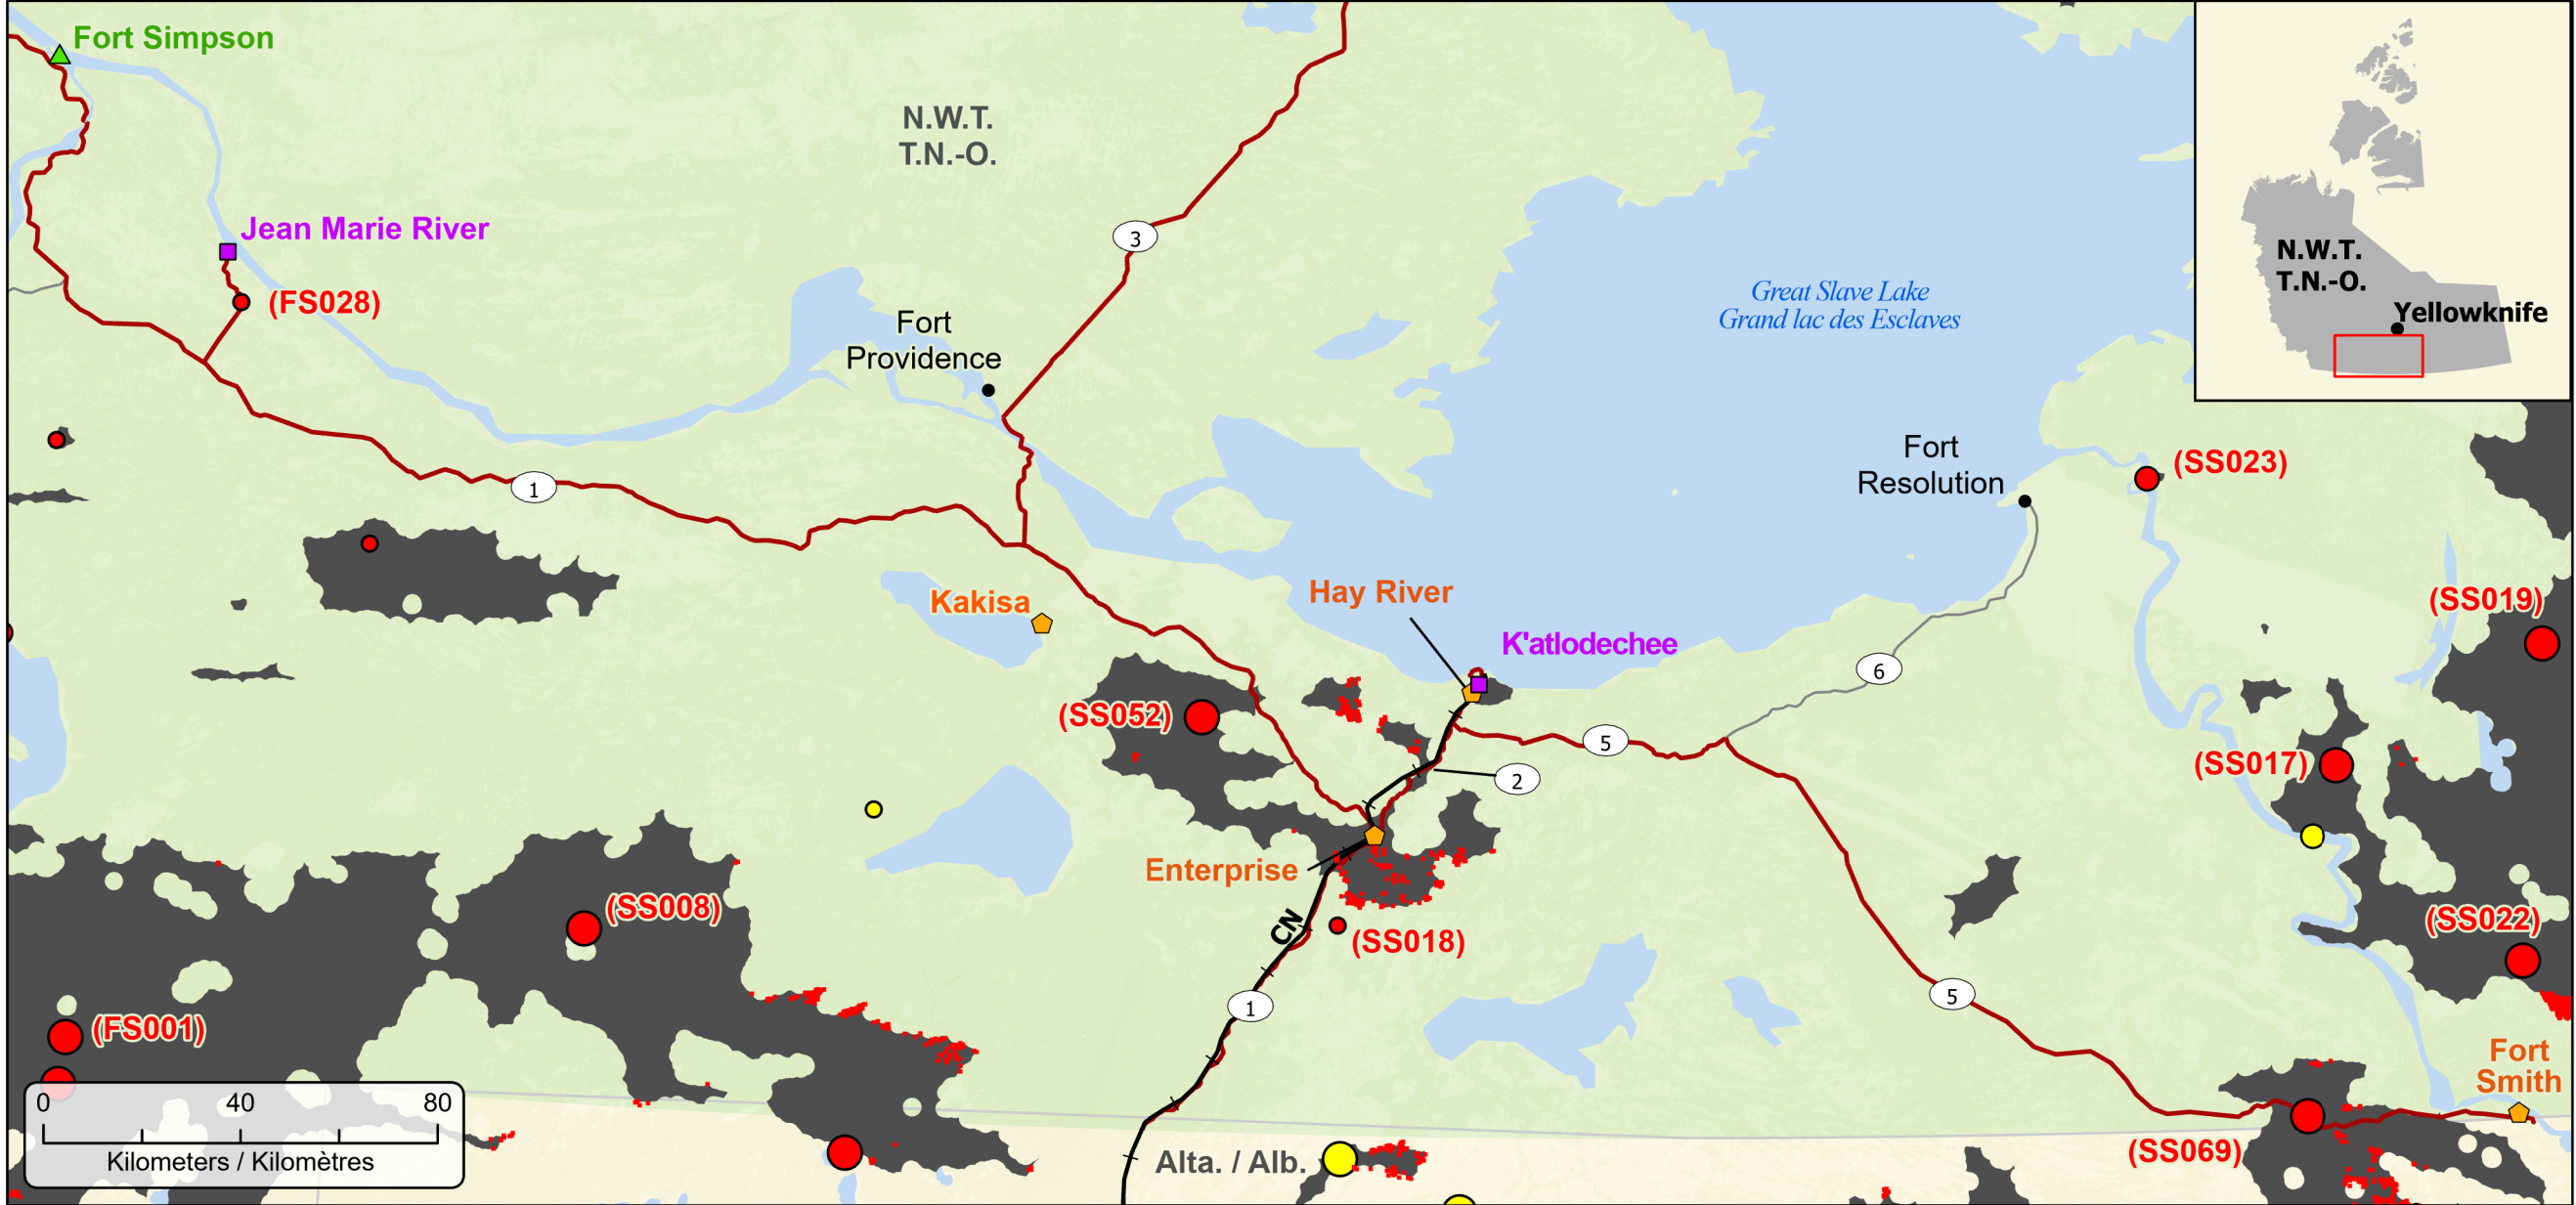 Fort Simpson
N.W.T.
T.N.-O.
3
Jean Marie River
(FS028)
Great Slave Lake
Grand lac des Esclaves
N.W.T.
T.N.-O.
Yellowknife
Fort
Providence
1
Fort
Resolution
(SS023)
Kakisa
Hay River
K'atlodechee
6
(SS019)
(SS052)
5
2
(SS017)
Enterprise
(SS008)
CN
(SS018)
(SS022)
1
5
(FS001)
Fort
Smith
0 40 80
Kilometers / Kilomètres
Alta. / Alb.
(SS069)